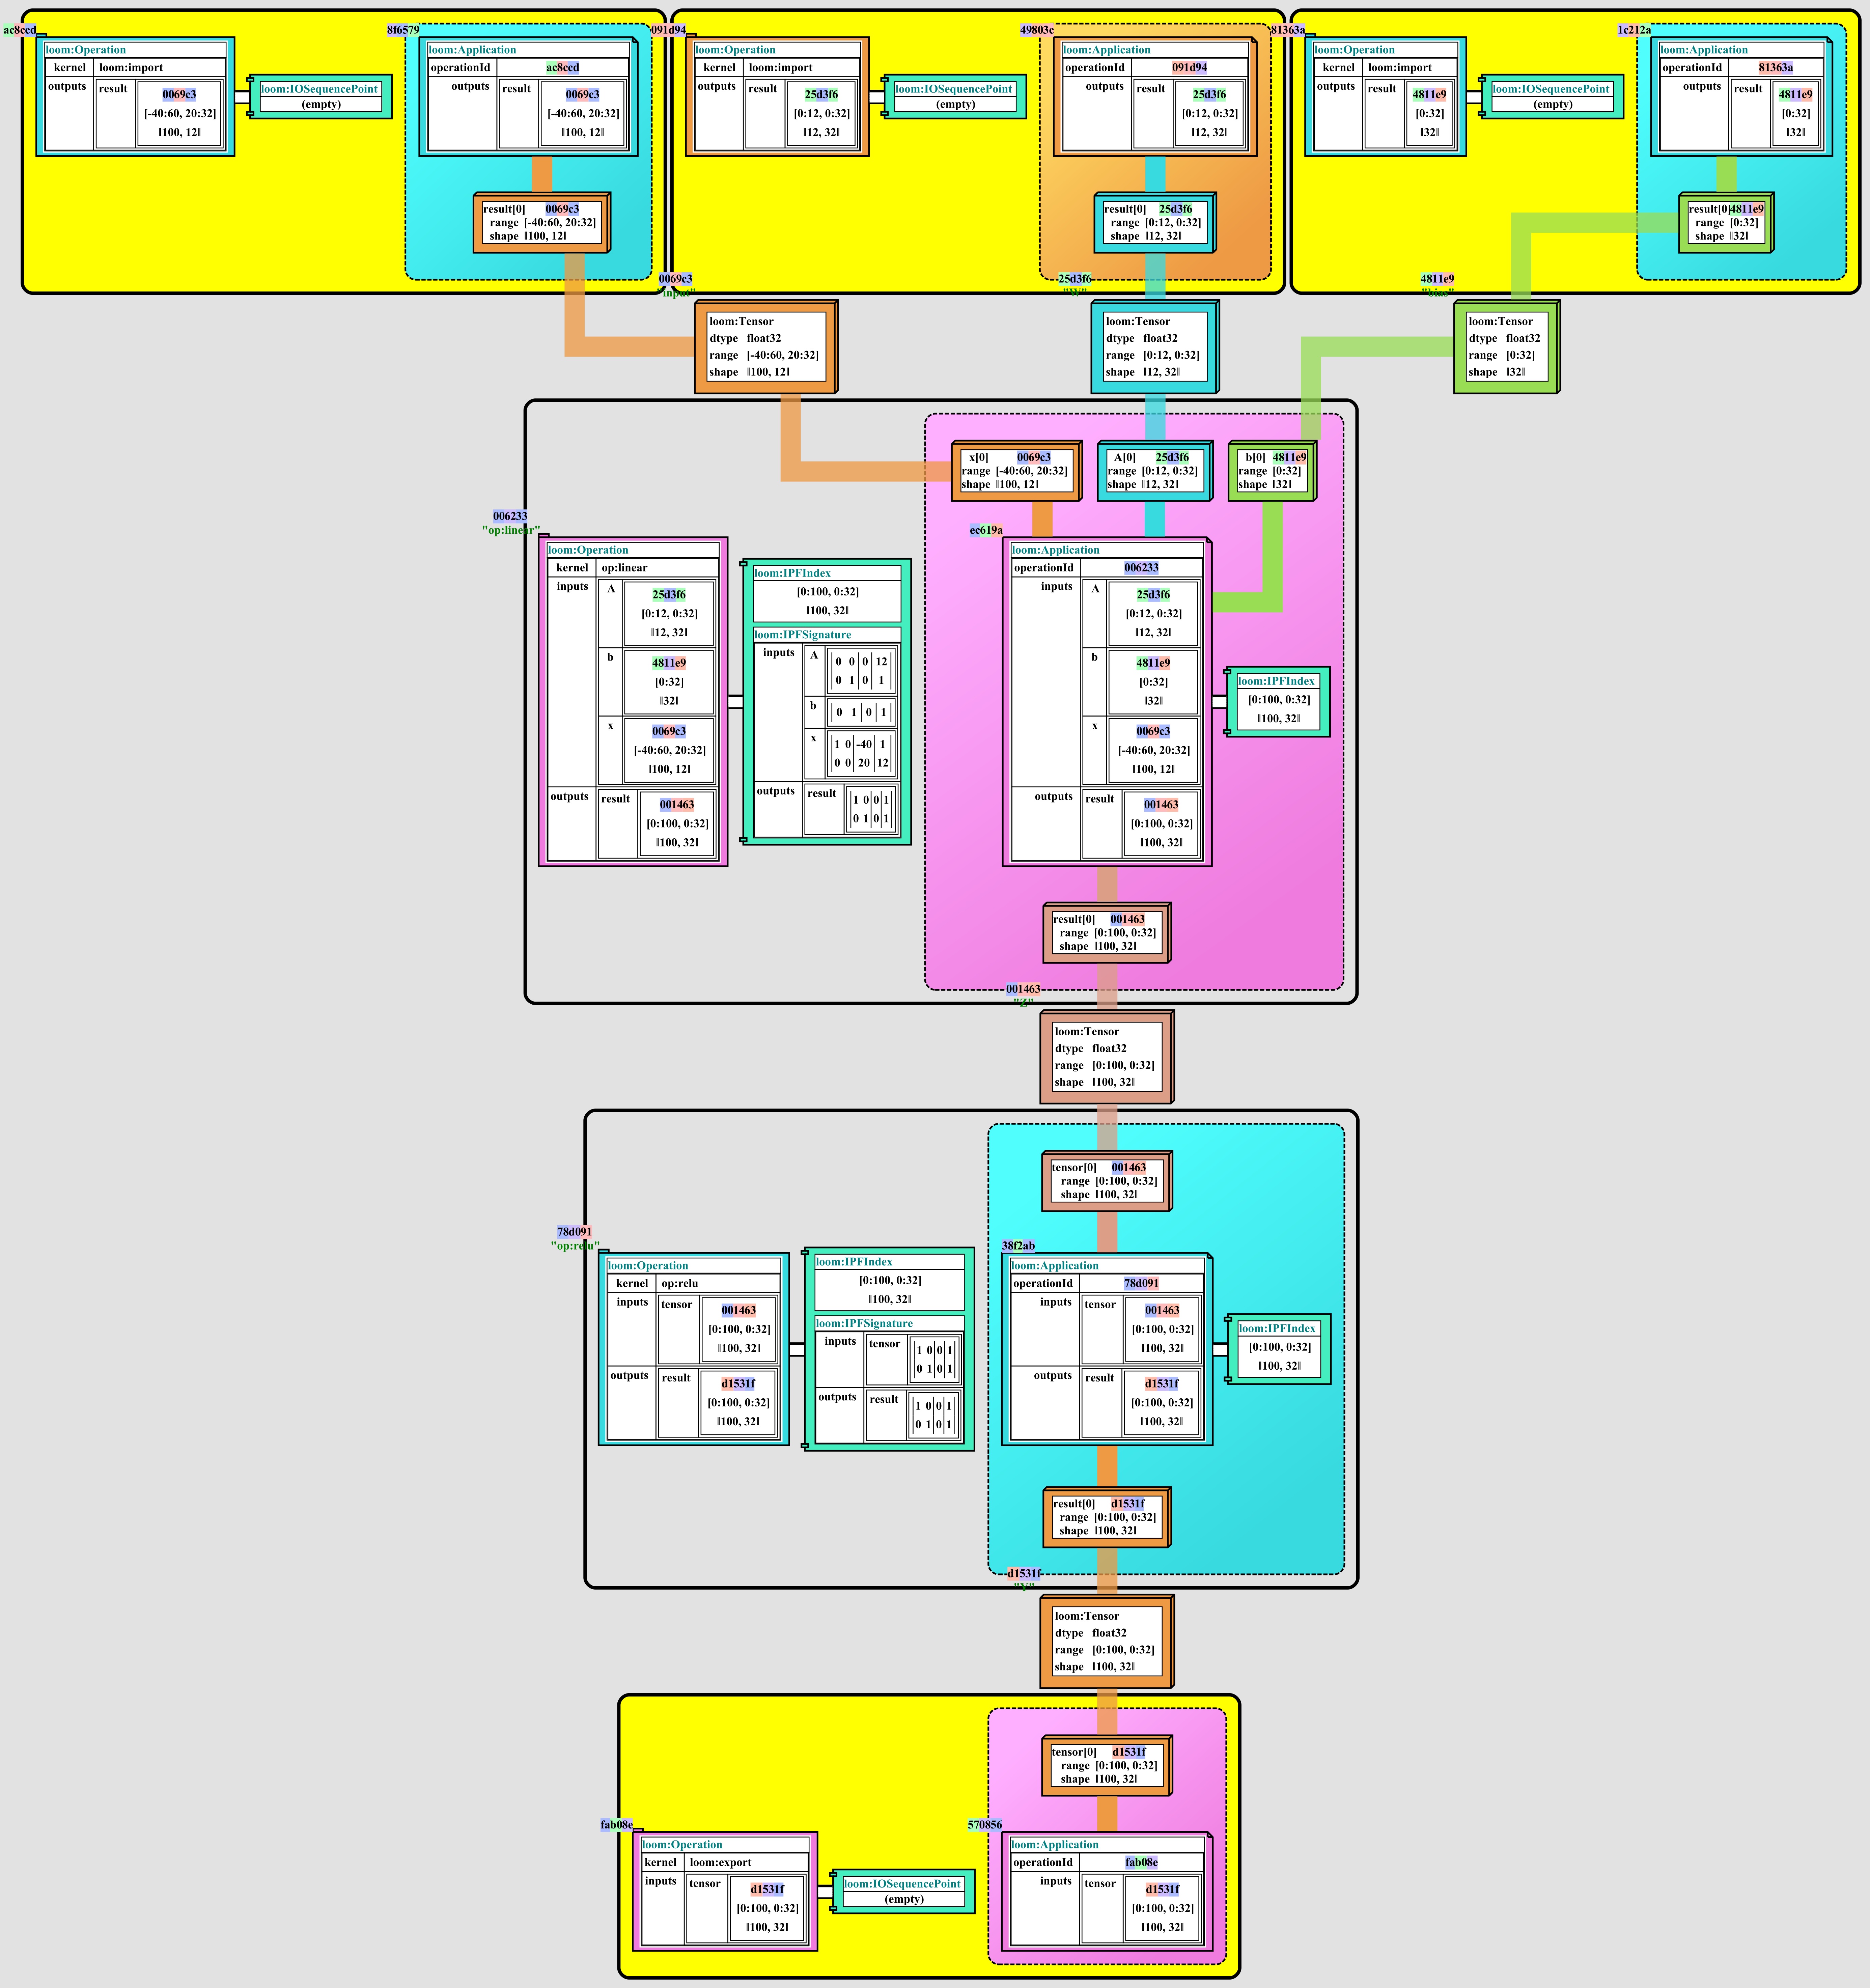 ac8ccd
loom:Operation
kernel loom:import
outputs result 0069c3
[-40:60, 20:32]
‖100, 12‖
loom:IOSequencePoint
(empty)
8f6579
loom:Application
operationId ac8ccd
outputs result 0069c3
[-40:60, 20:32]
‖100, 12‖
result[0] 0069c3
range [-40:60, 20:32]
shape ‖100, 12‖
091d94
loom:Operation
kernel loom:import
outputs result 25d3f6
[0:12, 0:32]
‖12, 32‖
loom:IOSequencePoint
(empty)
49803c
loom:Application
operationId 091d94
outputs result 25d3f6
[0:12, 0:32]
‖12, 32‖
result[0] 25d3f6
range [0:12, 0:32]
shape ‖12, 32‖
81363a
loom:Operation
kernel loom:import
outputs result 4811e9
[0:32]
‖32‖
loom:IOSequencePoint
(empty)
1c212a
loom:Application
operationId 81363a
outputs result 4811e9
[0:32]
‖32‖
result[0] 4811e9
range [0:32]
shape ‖32‖
0069c3
"input"
loom:Tensor
dtype float32
range [-40:60, 20:32]
shape ‖100, 12‖
25d3f6
"W"
loom:Tensor
dtype float32
range [0:12, 0:32]
shape ‖12, 32‖
4811e9
"bias"
loom:Tensor
dtype float32
range [0:32]
shape ‖32‖
x[0] 0069c3
range [-40:60, 20:32]
shape ‖100, 12‖
A[0] 25d3f6
range [0:12, 0:32]
shape ‖12, 32‖
b[0] 4811e9
range [0:32]
shape ‖32‖
006233
"op:linear"
loom:Operation
kernel op:linear
inputs A 25d3f6
[0:12, 0:32]
‖12, 32‖
b 4811e9
[0:32]
‖32‖
x 0069c3
[-40:60, 20:32]
‖100, 12‖
outputs result 001463
[0:100, 0:32]
‖100, 32‖
loom:IPFIndex
[0:100, 0:32]
‖100, 32‖
loom:IPFSignature
inputs A 0 0 0 12
0 1 0 1
b 0 1 0 1
x 1 0 -40 1
0 0 20 12
outputs result 1 0 0 1
0 1 0 1
ec619a
loom:Application
operationId 006233
inputs A 25d3f6
[0:12, 0:32]
‖12, 32‖
b 4811e9
[0:32]
‖32‖
x 0069c3
[-40:60, 20:32]
‖100, 12‖
outputs result 001463
[0:100, 0:32]
‖100, 32‖
loom:IPFIndex
[0:100, 0:32]
‖100, 32‖
result[0] 001463
range [0:100, 0:32]
shape ‖100, 32‖
001463
"Z"
loom:Tensor
dtype float32
range [0:100, 0:32]
shape ‖100, 32‖
tensor[0] 001463
range [0:100, 0:32]
shape ‖100, 32‖
78d091
"op:relu"
loom:Operation
kernel op:relu
inputs tensor 001463
[0:100, 0:32]
‖100, 32‖
outputs result d1531f
[0:100, 0:32]
‖100, 32‖
loom:IPFIndex
[0:100, 0:32]
‖100, 32‖
loom:IPFSignature
inputs tensor 1 0 0 1
0 1 0 1
outputs result 1 0 0 1
0 1 0 1
38f2ab
loom:Application
operationId 78d091
inputs tensor 001463
[0:100, 0:32]
‖100, 32‖
outputs result d1531f
[0:100, 0:32]
‖100, 32‖
loom:IPFIndex
[0:100, 0:32]
‖100, 32‖
result[0] d1531f
range [0:100, 0:32]
shape ‖100, 32‖
d1531f
"Y"
loom:Tensor
dtype float32
range [0:100, 0:32]
shape ‖100, 32‖
tensor[0] d1531f
range [0:100, 0:32]
shape ‖100, 32‖
fab08e
loom:Operation
kernel loom:export
inputs tensor d1531f
[0:100, 0:32]
‖100, 32‖
loom:IOSequencePoint
(empty)
570856
loom:Application
operationId fab08e
inputs tensor d1531f
[0:100, 0:32]
‖100, 32‖